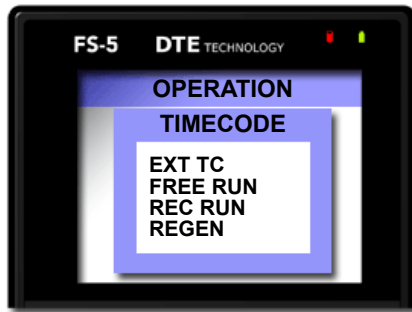 FS-5 DTE TECHNOLOGY
OPERATION
TIMECODE
EXT TC
FREE RUN
REC RUN
REGEN